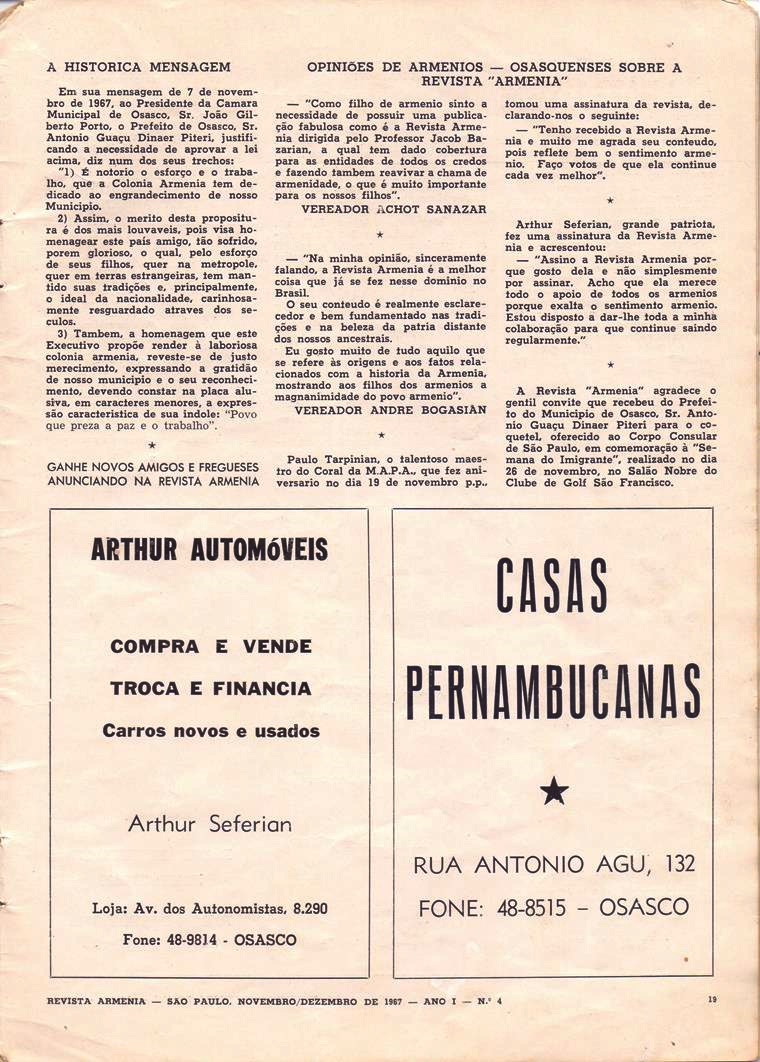 A HISTORICA MENSAGEM
Em sua mensagem de 7 de novem-
bro de 1967, ao Presidente da Camara
Municipal de Osasco, Sr. João Gil-
berto Porto, o Prefeito de Osasco, Sr.
Antonio Guaçu Dinaer Piteri, justifi-
cando a necessidade de aprovar a lei
acima, diz num dos seus trechos:
"1) É notorio o esforço e o traba-
lho, que a Colonia Armenia tem de-
dicado ao engrandecimento de nosso
Municipio.
2) Assim, o merito desta propositu-
ra é dos mais louvaveis, pois visa ho-
menagear este país amigo, tão sofrido,
porem glorioso, o qual, pelo esforço
de seus filhos, quer na metropole,
quer em terras estrangeiras, tem man-
tido suas tradições e, principalmente,
o ideal da nacionalidade, carinhosa-
mente resguardado atraves dos se-
culos.
3) Tambem, a homenagem que este
Executivo propõe render à laboriosa
colonia armenia, reveste-se de justo
merecimento, expressando a gratidão
de nosso municipio e o seu reconheci-
mento, devendo constar na placa alu-
siva, em caracteres menores, a expres-
são caracteristica de sua indole: "Povo
que preza a paz e o trabalho".
★
GANHE NOVOS AMIGOS E FREGUESES
ANUNCIANDO NA REVISTA ARMENIA
OPINIÕES DE ARMENIOS — OSASQUENSES SOBRE A
REVISTA "ARMENIA"
— "Como filho de armenio sinto a
necessidade de possuir uma publica-
ção fabulosa como é a Revista Arme-
nia dirigida pelo Professor Jacob Ba-
zarian, a qual tem dado cobertura
para as entidades de todos os credos
e fazendo tambem reavivar a chama de
armenidade, o que é muito importante
para os nossos filhos".
VEREADOR ACHOT SANAZAR
★
— "Na minha opinião, sinceramente
falando, a Revista Armenia é a melhor
coisa que já se fez nesse dominio no
Brasil.
O seu conteudo é realmente esclare-
cedor e bem fundamentado nas tradi-
ções e na beleza da patria distante
dos nossos ancestrais.
Eu gosto muito de tudo aquilo que
se refere às origens e aos fatos rela-
cionados com a historia da Armenia,
mostrando aos filhos dos armenios a
magnanimidade do povo armenio".
VEREADOR ANDRE BOGASIAN
★
Paulo Tarpinian, o talentoso maes-
tro do Coral da M.A.P.A., que fez ani-
versario no dia 19 de novembro p.p.,
tomou uma assinatura da revista, de-
clarando-nos o seguinte:
— "Tenho recebido a Revista Arme-
nia e muito me agrada seu conteudo,
pois reflete bem o sentimento arme-
nio. Faço votos de que ela continue
cada vez melhor".
★
Arthur Seferian, grande patriota,
fez uma assinatura da Revista Arme-
nia e acrescentou:
— "Assino a Revista Armenia por-
que gosto dela e não simplesmente
por assinar. Acho que ela merece
todo o apoio de todos os armenios
porque exalta o sentimento armenio.
Estou disposto a dar-lhe toda a minha
colaboração para que continue saindo
regularmente."
★
A Revista "Armenia" agradece o
gentil convite que recebeu do Prefei-
to do Municipio de Osasco, Sr. Anto-
nio Guaçu Dinaer Piteri para o co-
quetel, oferecido ao Corpo Consular
de São Paulo, em comemoração à "Se-
mana do Imigrante", realizado no dia
26 de novembro, no Salão Nobre do
Clube de Golf São Francisco.
ARTHUR AUTOMóVEIS
COMPRA E VENDE
TROCA E FINANCIA
Carros novos e usados
Arthur Seferian
Loja: Av. dos Autonomistas, 8.290
Fone: 48-9814 - OSASCO
CASAS
PERNAMBUCANAS
★
RUA ANTONIO AGU, 132
FONE: 48-8515 – OSASCO
REVISTA ARMENIA — SAO PAULO, NOVEMBRO/DEZEMBRO DE 1967 — ANO I — N.º 4
19